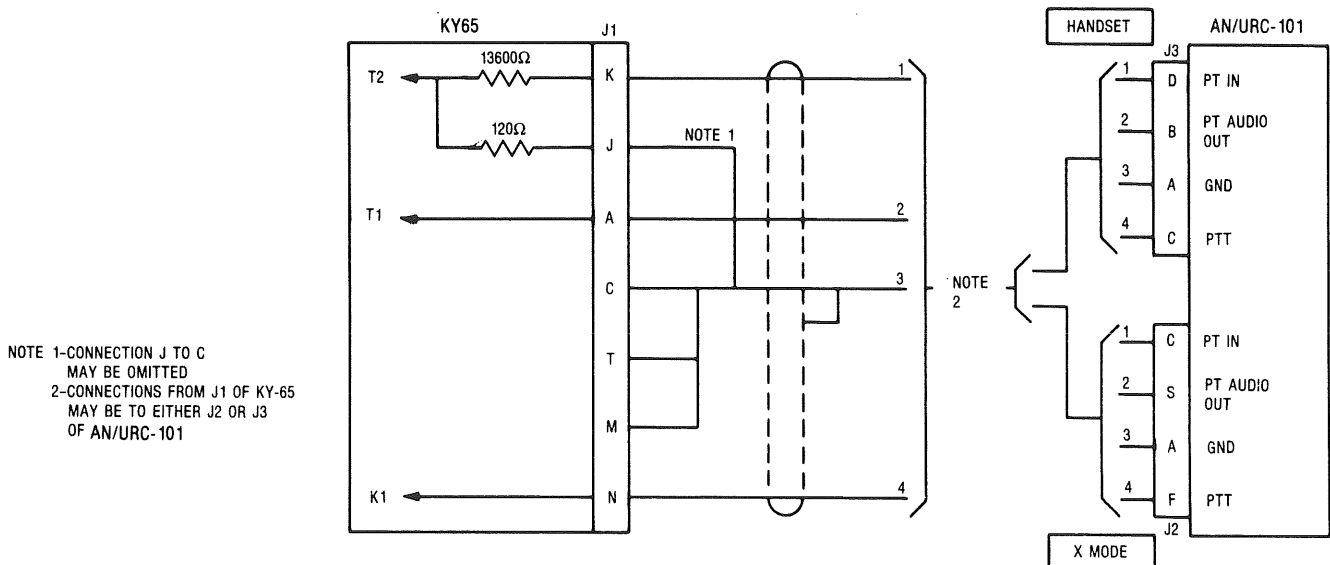 KY65
J1
13600Ω
T2
K
1
120Ω
J
NOTE 1
T1
A
2
C
3
T
M
K1
N
4
NOTE 1-CONNECTION J TO C
MAY BE OMITTED
2-CONNECTIONS FROM J1 OF KY-65
MAY BE TO EITHER J2 OR J3
OF AN/URC-101
NOTE
2
HANDSET
AN/URC-101
J3
1
D
PT IN
2
B
PT AUDIO
OUT
3
A
GND
4
C
PTT
1
C
PT IN
2
S
PT AUDIO
OUT
3
A
GND
4
F
PTT
J2
X MODE